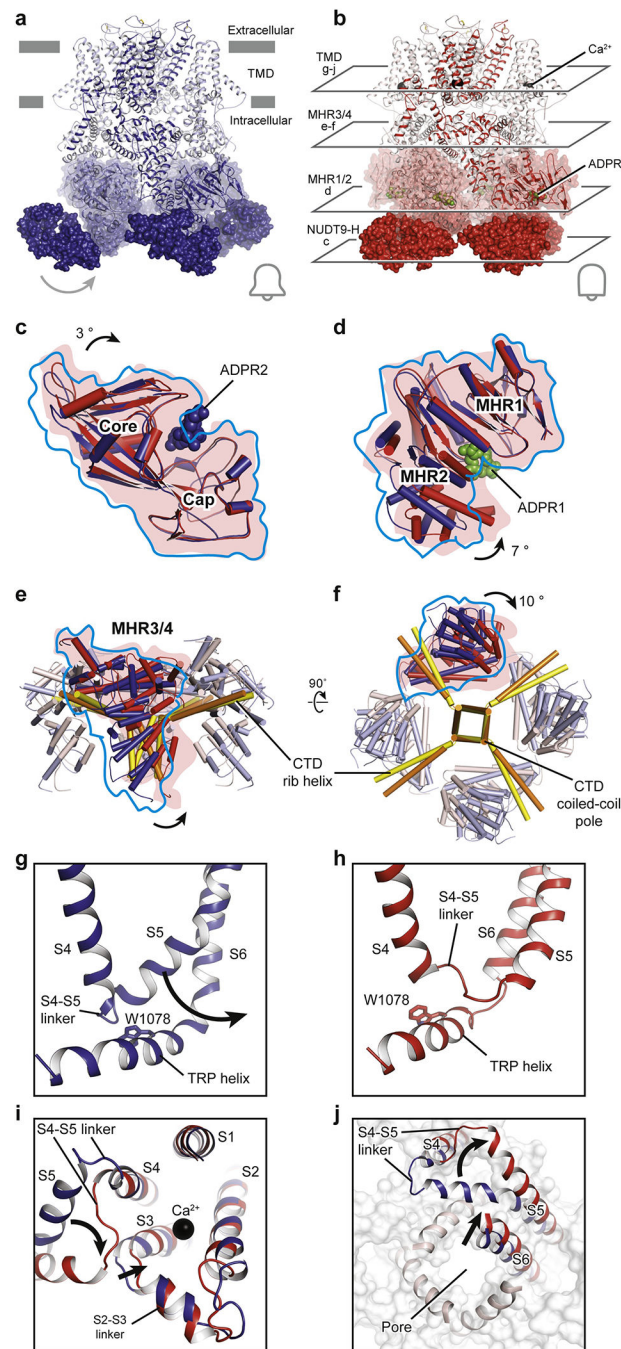 a
Extracellular
TMD
Intracellular
b
TMD
g-j
Ca2+
MHR3/4
e-f
ADPR
MHR1/2
d
NUDT9-H
c
c
3 °
ADPR2
Core
Cap
d
MHR1
MHR2
ADPR1
7 °
e
MHR3/4
90°
CTD
rib helix
f
10 °
CTD
coiled-coil
pole
g
S4
S5
S6
S4-S5
linker
W1078
TRP helix
h
S4-S5
linker
S4
S6
S5
W1078
TRP helix
i
S4-S5 linker
S1
S5
S4
S2
S3
Ca2+
S2-S3
linker
j
S4-S5
linker
S4
S5
S6
Pore